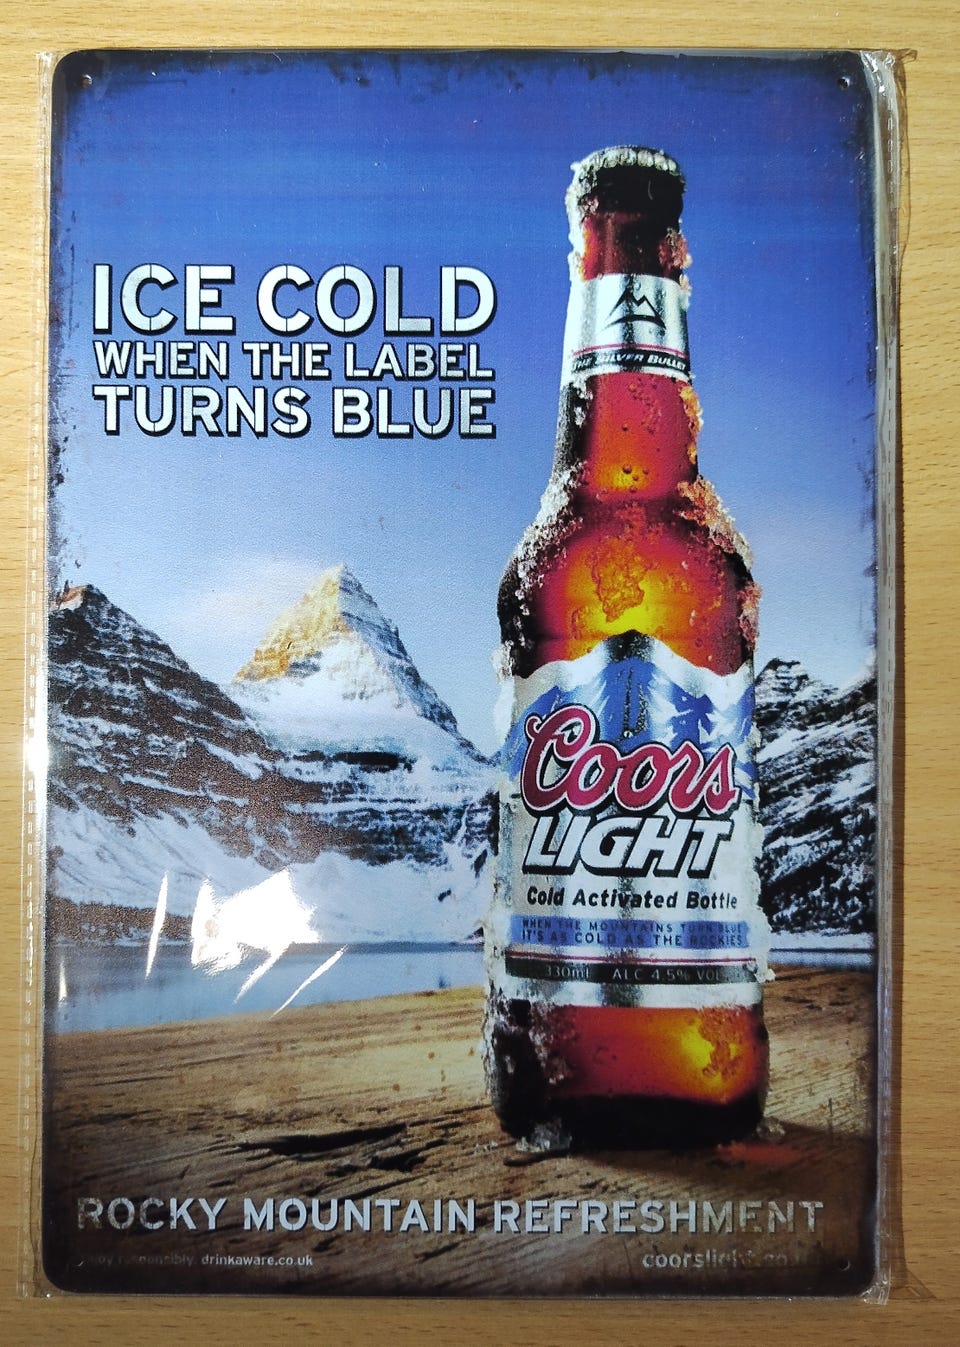 ICE COLD
WHEN THE LABEL
TURNS BLUE
THE SILVER BULLET
Coors
LIGHT
Cold Activated Bottle
WHEN THE MOUNTAINS TURN BLUE
IT'S AS COLD AS THE ROCKIES
330ml ALC 4.5% VOL
ROCKY MOUNTAIN REFRESHMENT
responsibly. drinkaware.co.uk